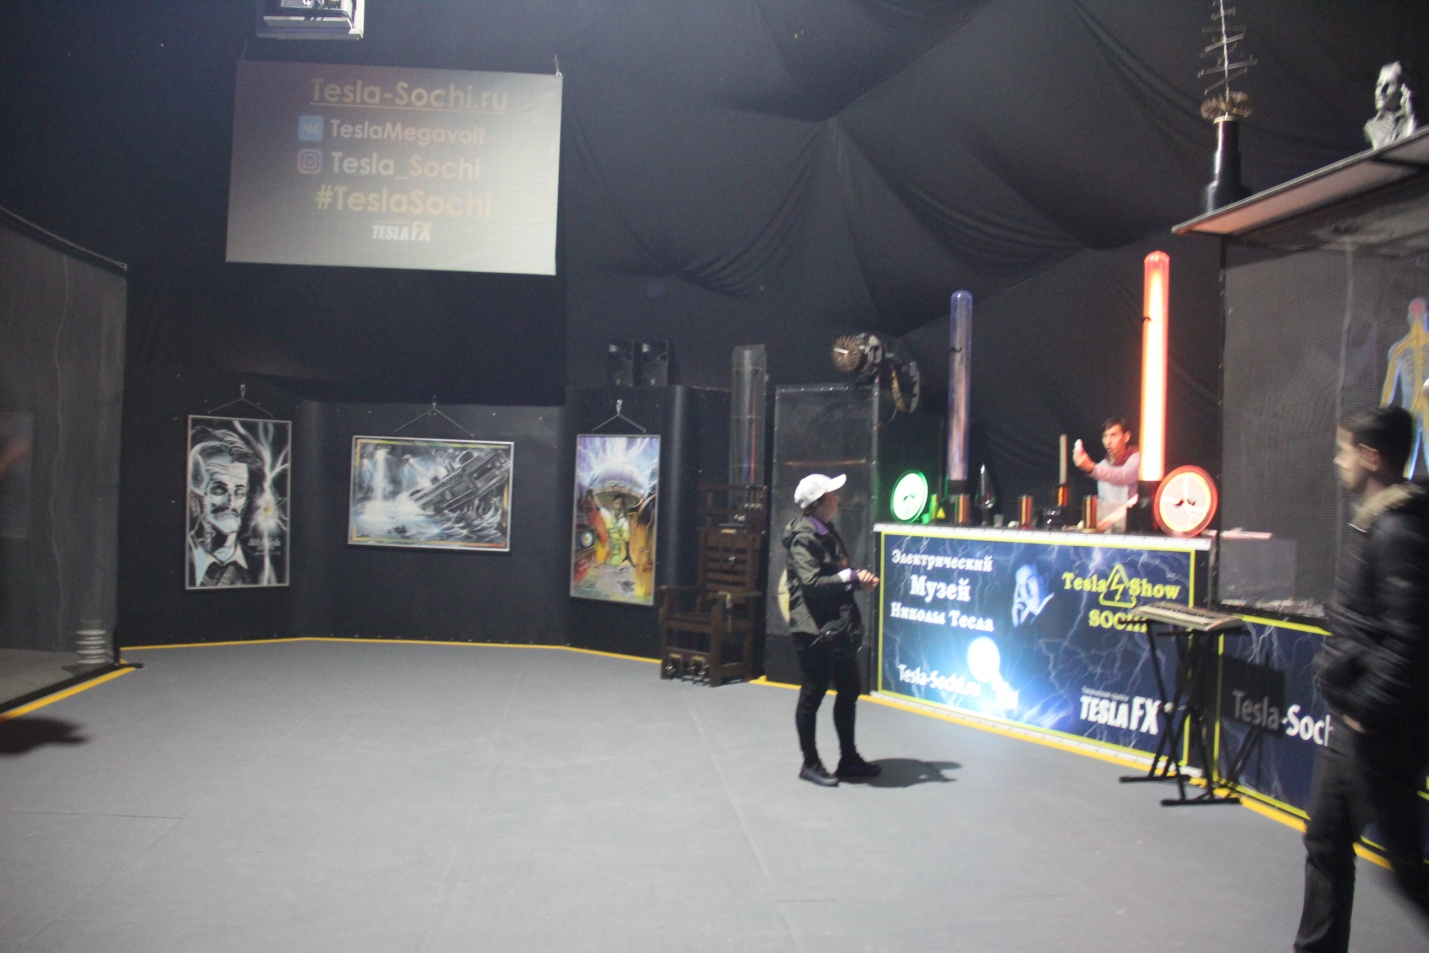 Tesla-Sochi.ru
TeslaMegavolt
Tesla_Sochi
#TeslaSochi
TESLA FX
Электрический
Музей
Николы Тесла
Tesla Show
SOCHI
Tesla-Sochi.ru
TESLA FX
Tesla-Soch